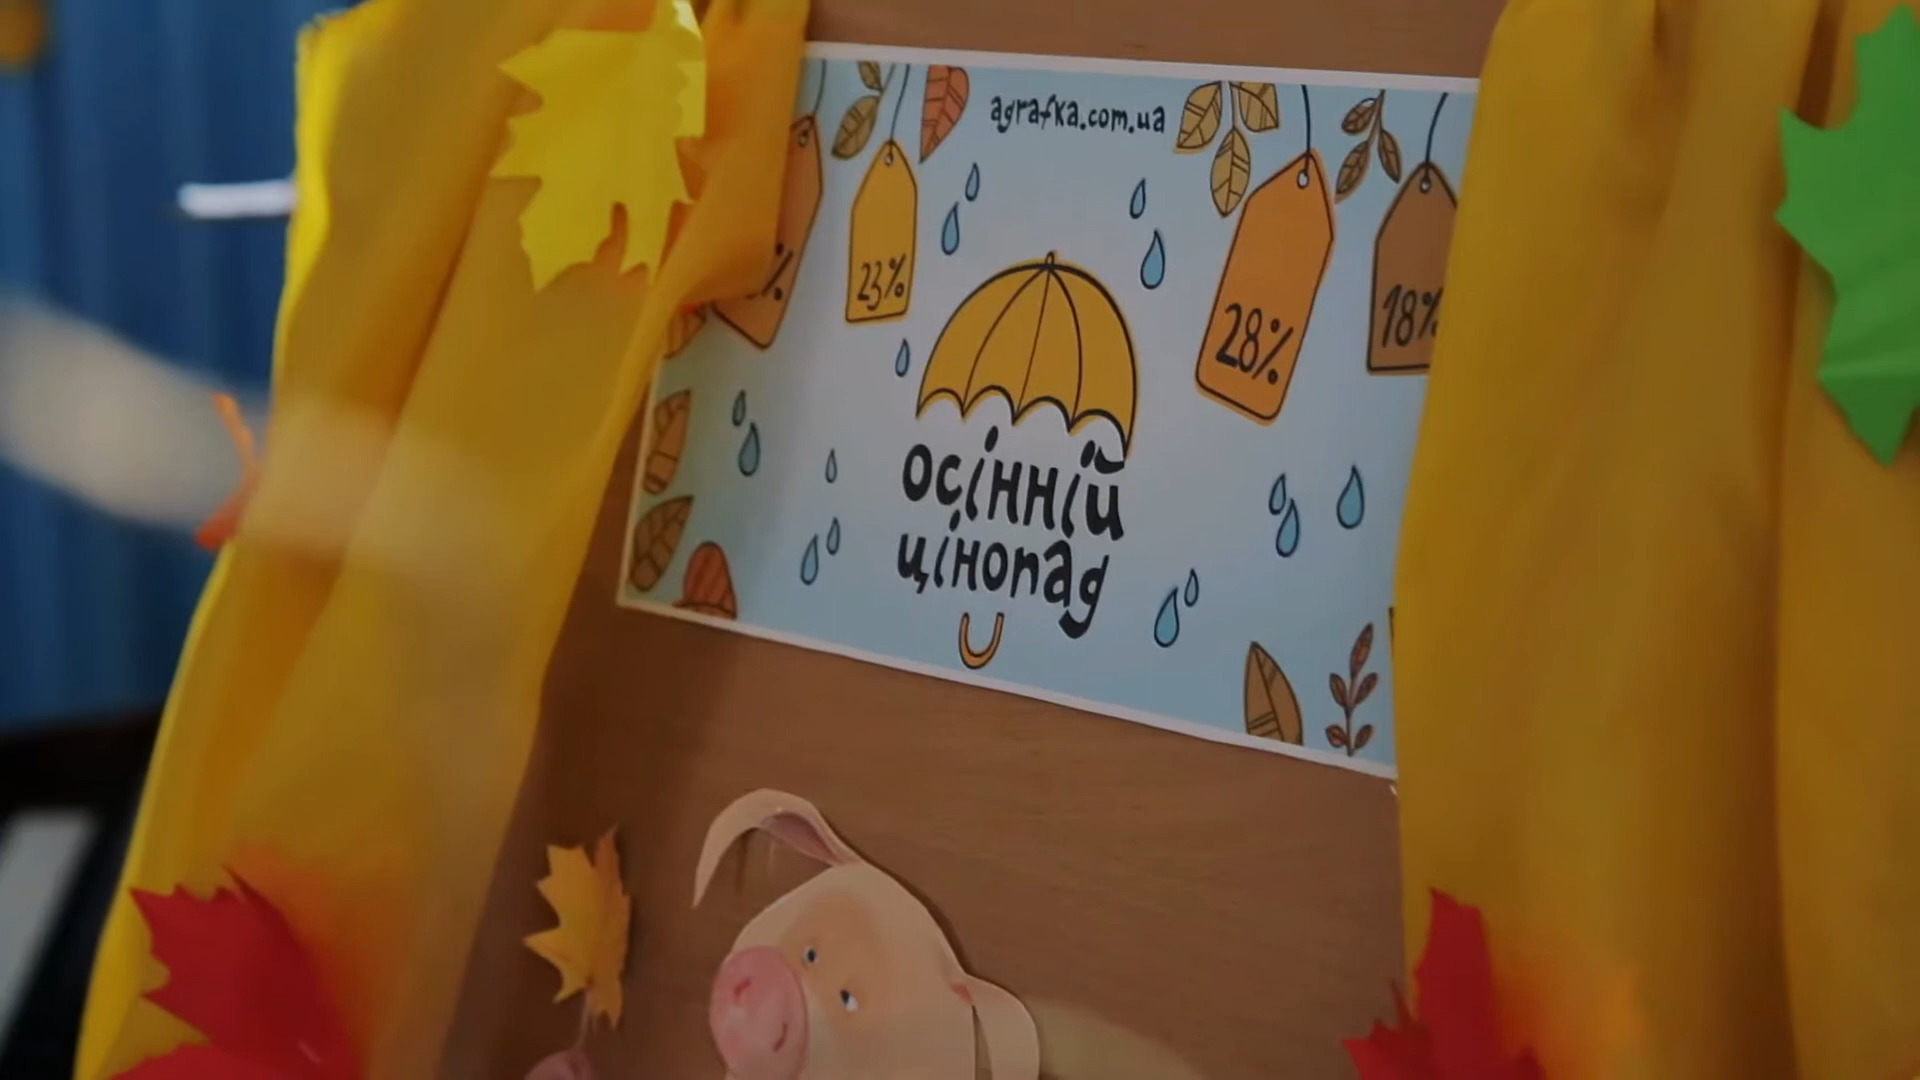 agrafka.com.ua
23%
28%
18%
осінній
цінопад